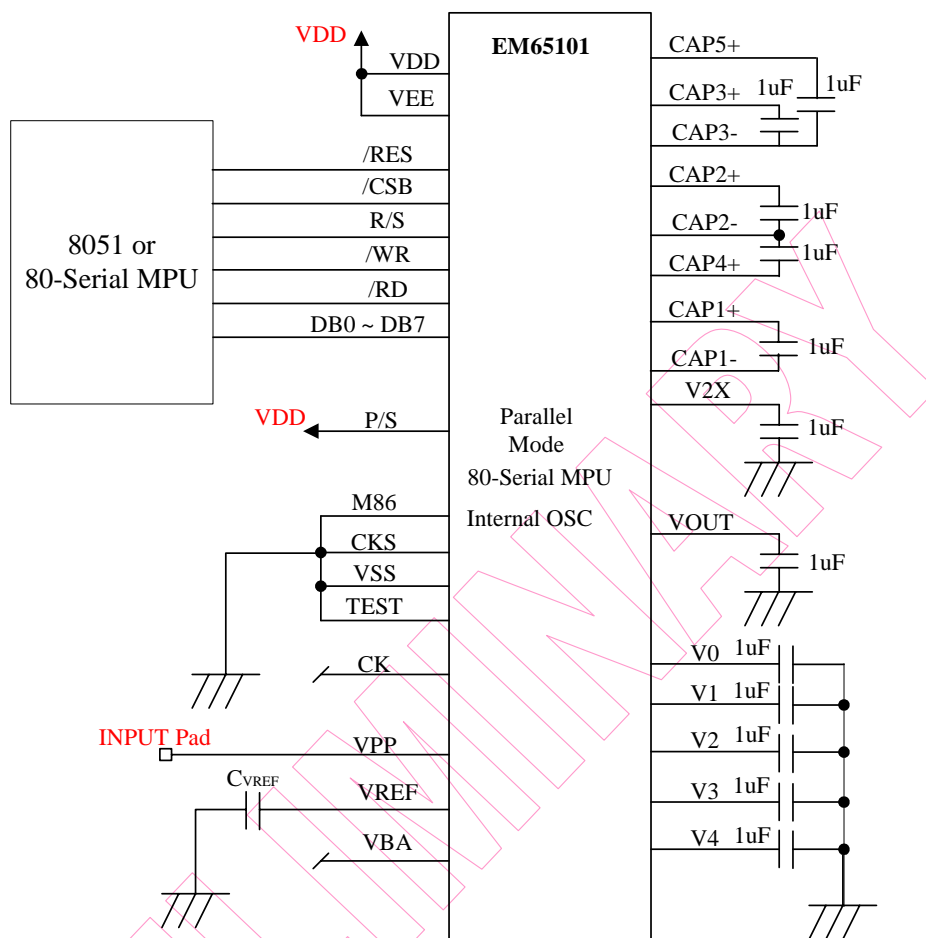 VDD
VDD
VEE
8051 or
80-Serial MPU
/RES
/CSB
R/S
/WR
/RD
DB0 ~ DB7
VDD
P/S
M86
CKS
VSS
TEST
CK
INPUT Pad
VPP
CVREF
VREF
VBA
EM65101
Parallel
Mode
80-Serial MPU
Internal OSC
CAP5+
1uF
1uF
CAP3+
CAP3-
CAP2+
1uF
CAP2-
1uF
CAP4+
CAP1+
1uF
CAP1-
V2X
1uF
VOUT
1uF
V0 1uF
V1 1uF
V2 1uF
V3 1uF
V4 1uF
IMINARY